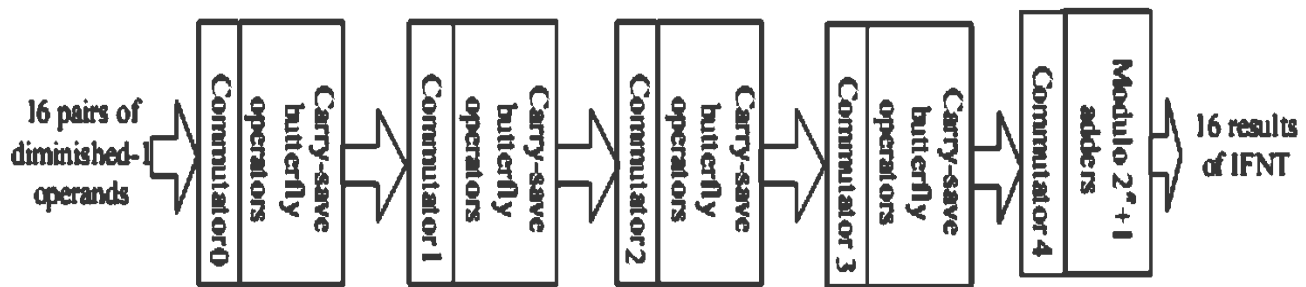 16 pairs of
diminished-1
operands
Commutator 0
Carry-save
butterfly
operators
Commutator 1
Carry-save
butterfly
operators
Commutator 2
Carry-save
butterfly
operators
Commutator 3
Carry-save
butterfly
operators
Commutator 4
Modulo 2ⁿ+1
adders
16 results
of IFNT